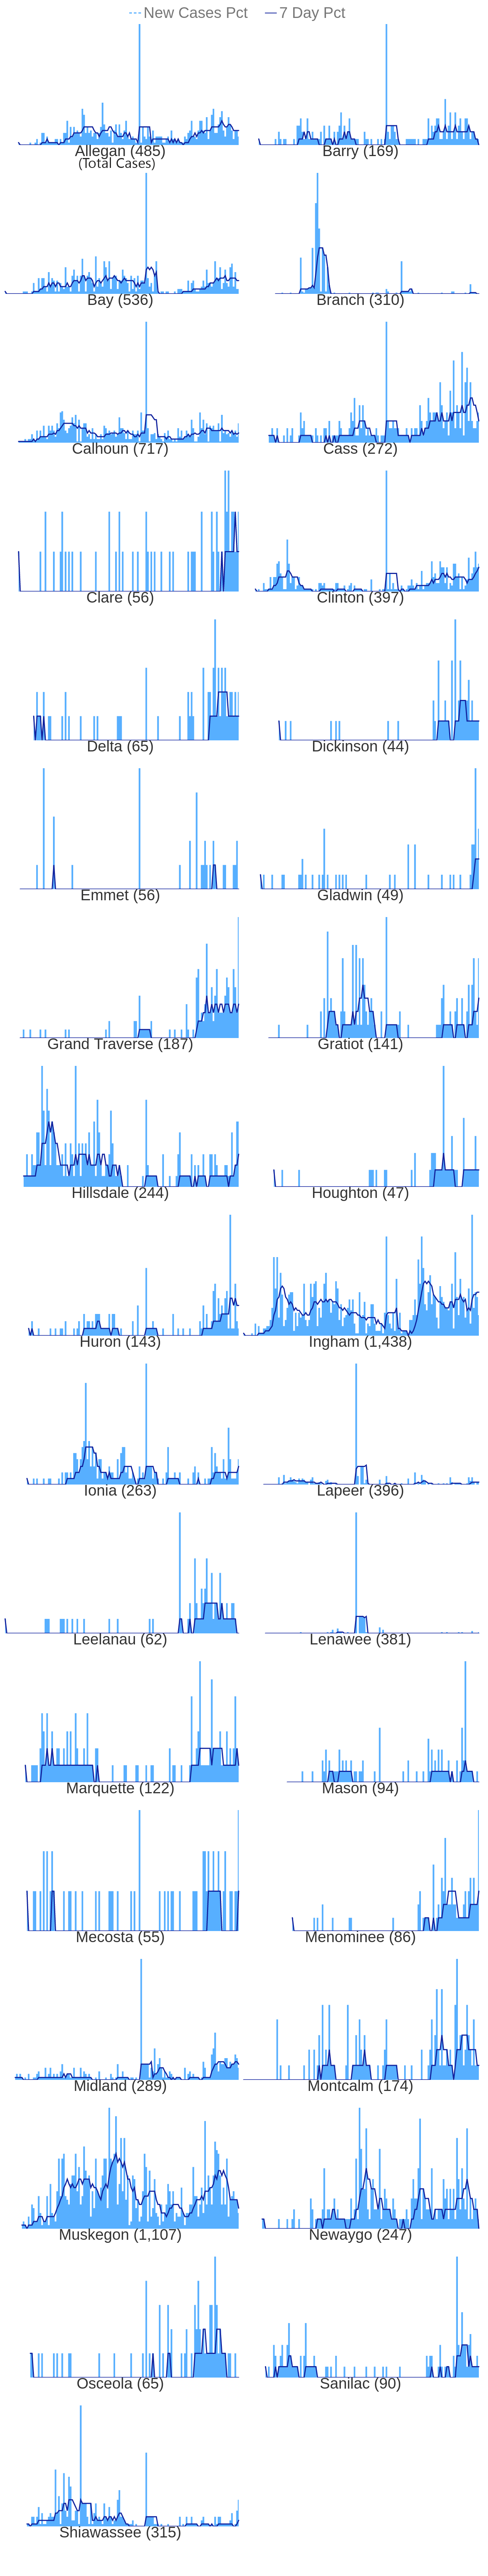 New Cases Pct 7 Day Pct
Allegan (485) Barry (169)
(Total Cases)
Bay (536) Branch (310)
Calhoun (717) Cass (272)
Clare (56) Clinton (397)
Delta (65) Dickinson (44)
Emmet (56) Gladwin (49)
Grand Traverse (187) Gratiot (141)
Hillsdale (244) Houghton (47)
Huron (143) Ingham (1,438)
Ionia (263) Lapeer (396)
Leelanau (62) Lenawee (381)
Marquette (122) Mason (94)
Mecosta (55) Menominee (86)
Midland (289) Montcalm (174)
Muskegon (1,107) Newaygo (247)
Osceola (65) Sanilac (90)
Shiawassee (315)